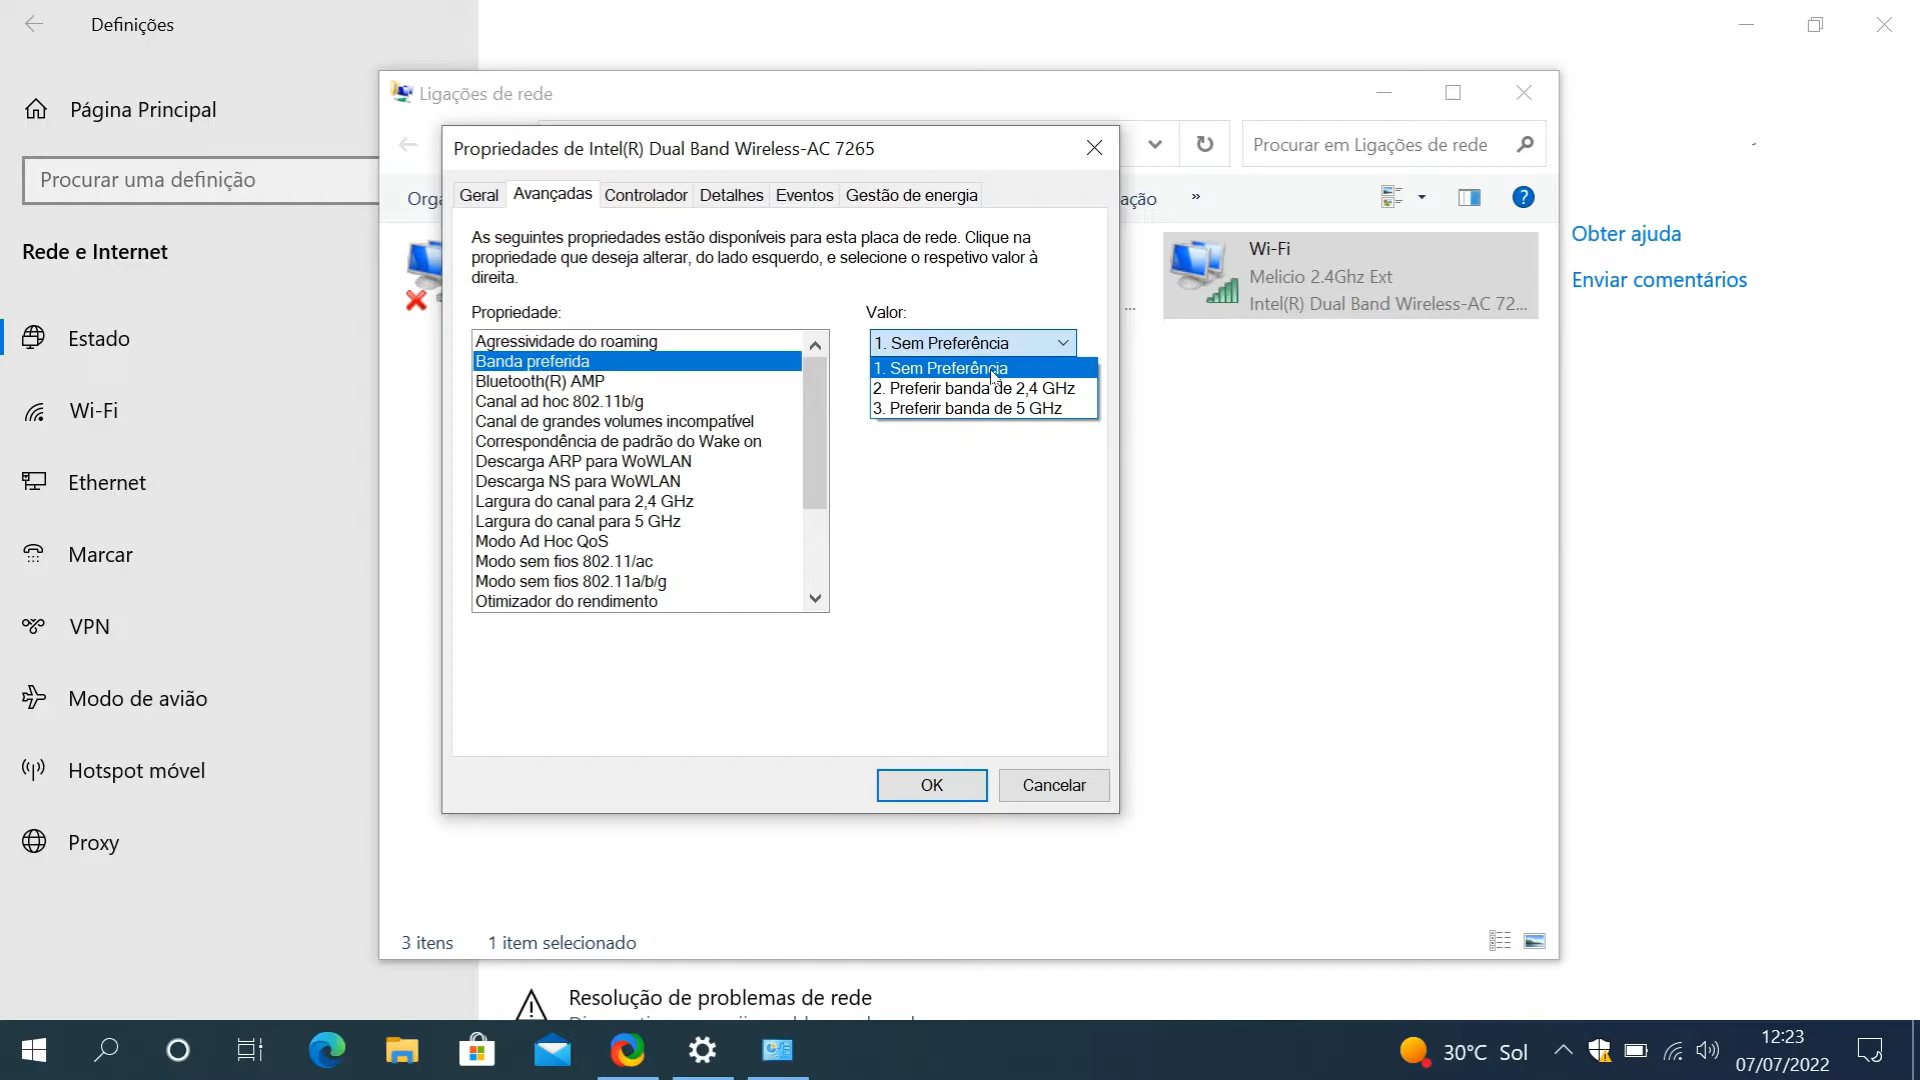 Definições
Página Principal
Procurar uma definição
Rede e Internet
Estado
Wi-Fi
Ethernet
Marcar
VPN
Modo de avião
Hotspot móvel
Proxy
Ligações de rede
Procurar em Ligações de rede
Orga
ação
»
Propriedades de Intel(R) Dual Band Wireless-AC 7265
Geral
Avançadas
Controlador
Detalhes
Eventos
Gestão de energia
As seguintes propriedades estão disponíveis para esta placa de rede. Clique na
propriedade que deseja alterar, do lado esquerdo, e selecione o respetivo valor à
direita.
Propriedade:
Agressividade do roaming
Banda preferida
Bluetooth(R) AMP
Canal ad hoc 802.11b/g
Canal de grandes volumes incompatível
Correspondência de padrão do Wake on
Descarga ARP para WoWLAN
Descarga NS para WoWLAN
Largura do canal para 2,4 GHz
Largura do canal para 5 GHz
Modo Ad Hoc QoS
Modo sem fios 802.11/ac
Modo sem fios 802.11a/b/g
Otimizador do rendimento
Valor:
1. Sem Preferência
1. Sem Preferência
2. Preferir banda de 2,4 GHz
3. Preferir banda de 5 GHz
OK
Cancelar
...
Wi-Fi
Melicio 2.4Ghz Ext
Intel(R) Dual Band Wireless-AC 72...
3 itens
1 item selecionado
Obter ajuda
Enviar comentários
Resolução de problemas de rede
30°C Sol
12:23
07/07/2022